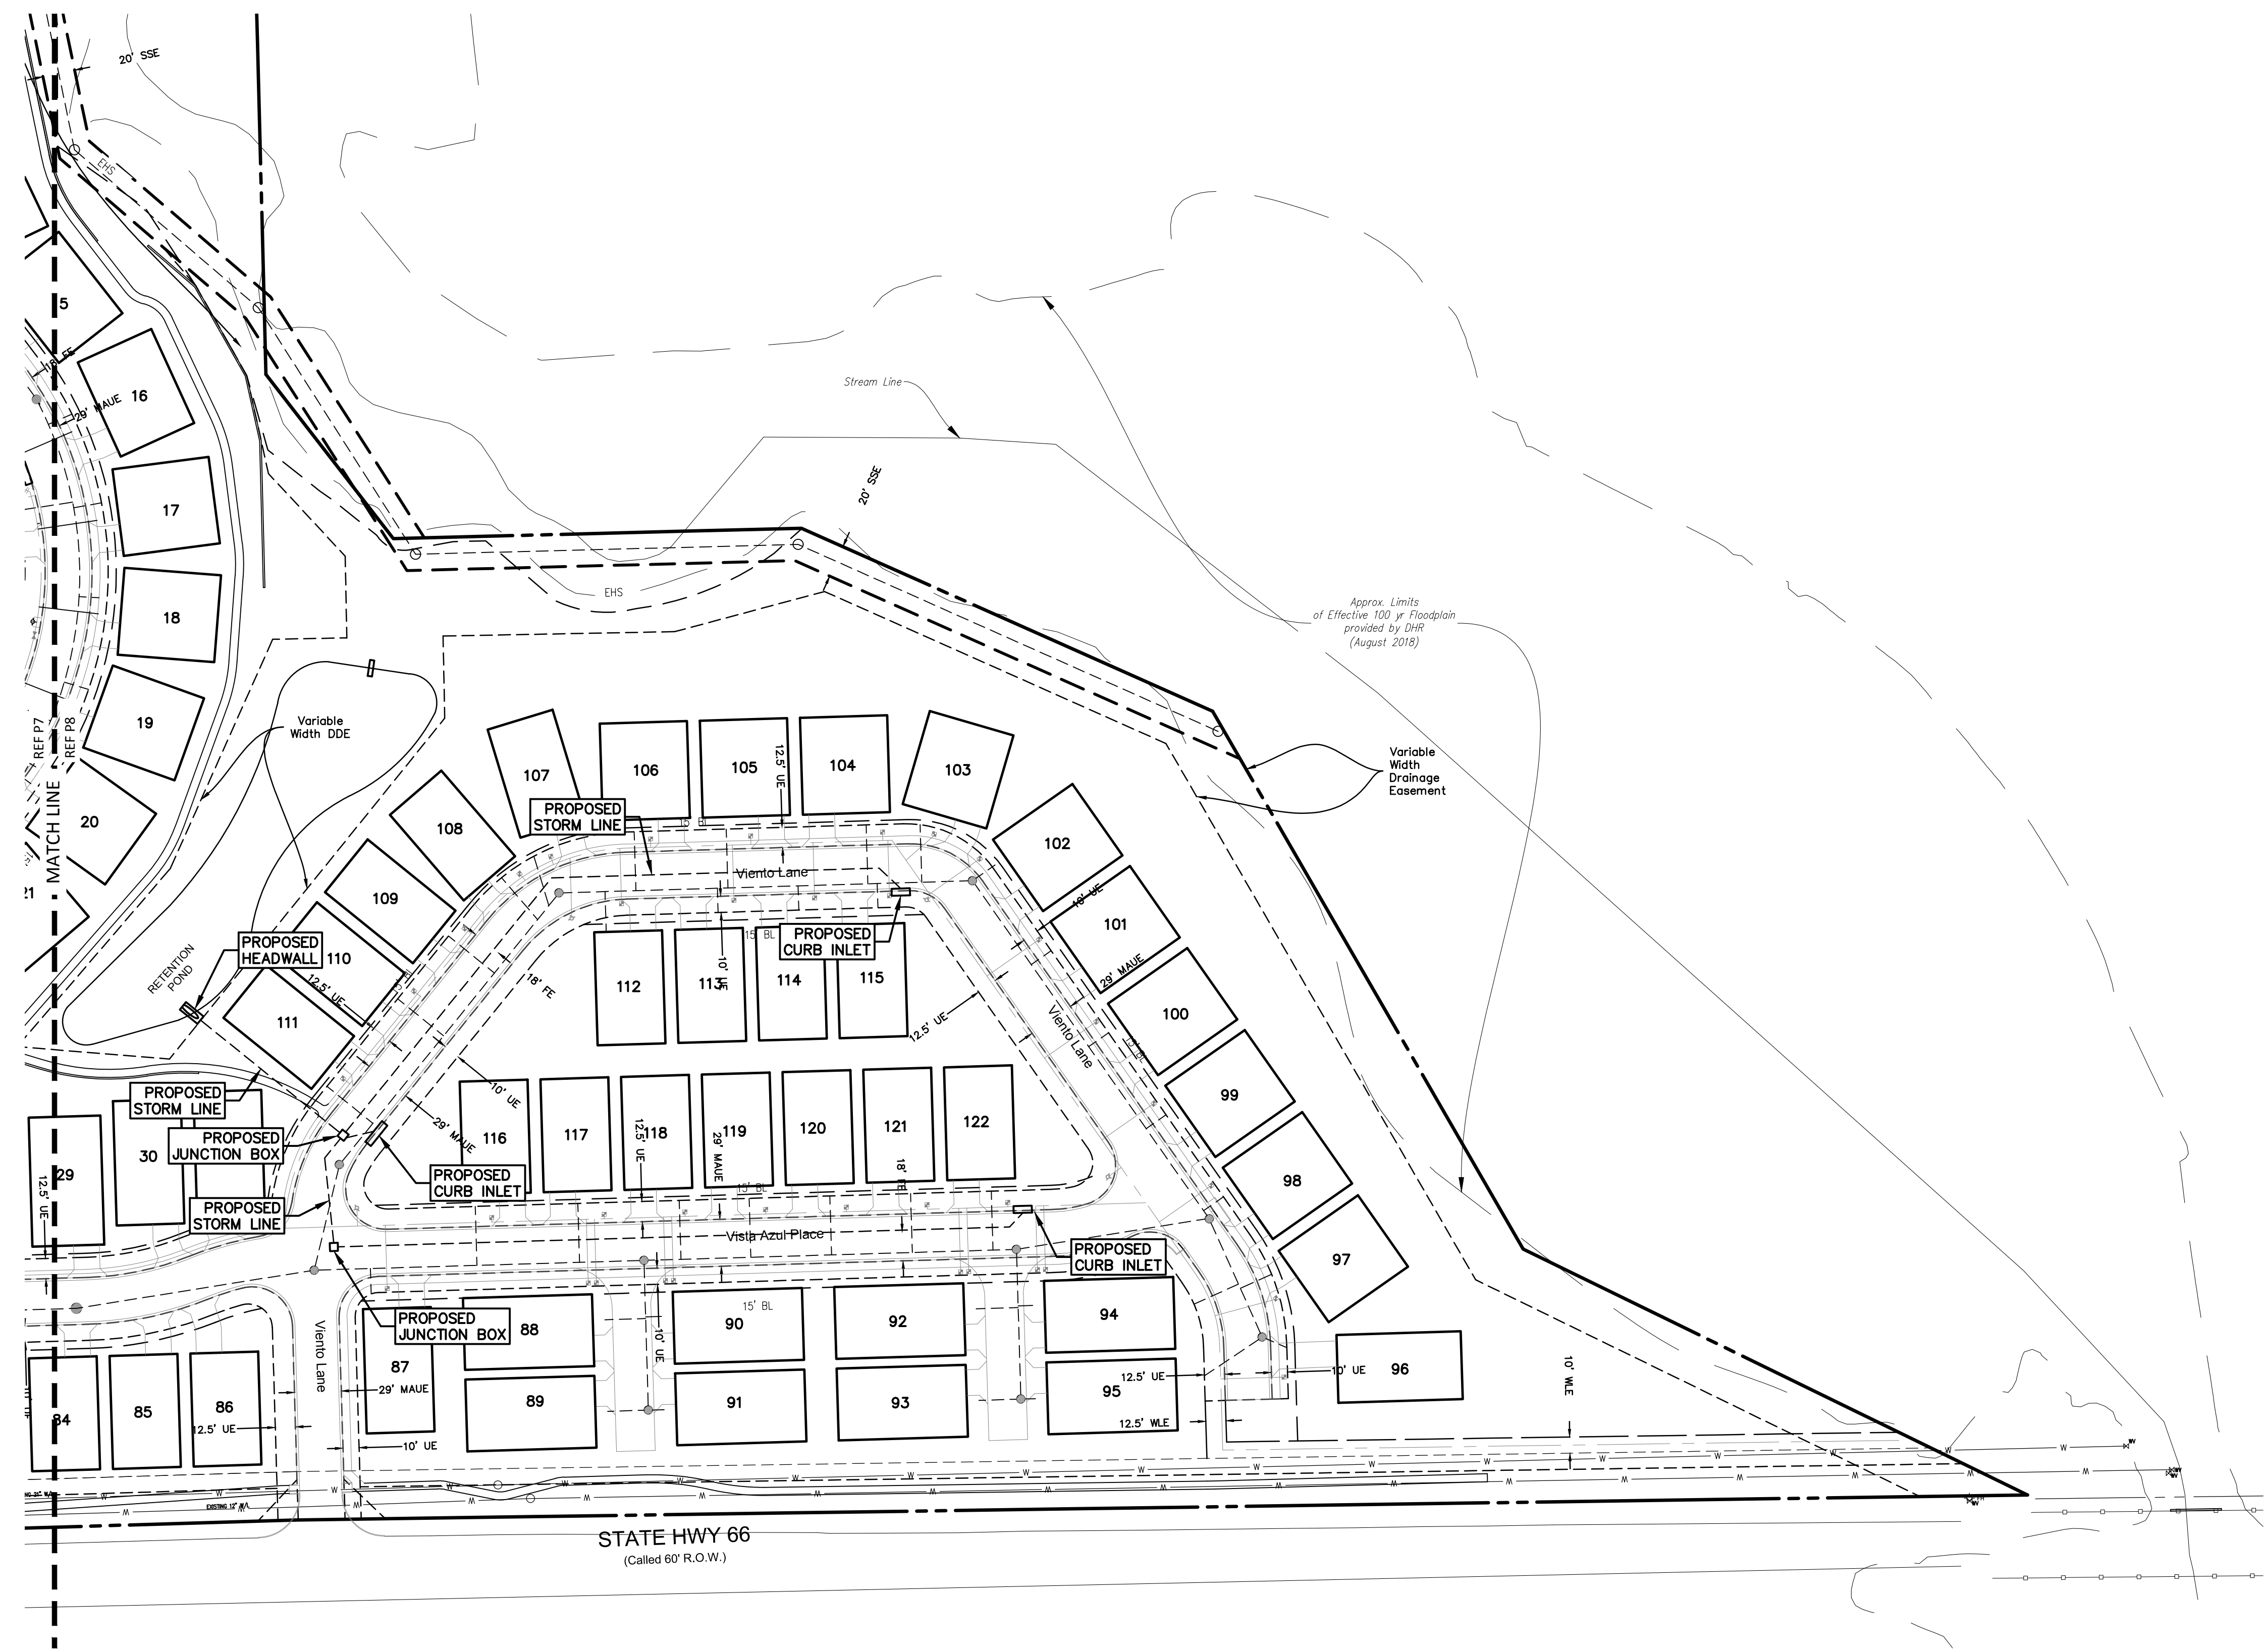 20' SSE
EHS
5
18' FE
16
29' MAUE
Stream Line
17
20' SSE
EHS
Approx. Limits
of Effective 100 yr Floodplain
provided by DHR
(August 2018)
18
19
REF P7
REF P8
MATCH LINE
Variable
Width DDE
20
21
107
106
105
12.5' UE
104
103
Variable
Width
Drainage
Easement
PROPOSED
STORM LINE
15' BL
108
102
Viento Lane
109
10' UE
101
PROPOSED
HEADWALL
110
PROPOSED
CURB INLET
15' BL
RETENTION
POND
12.5' UE
18' FE
112
113
10' UE
114
115
29' MAUE
111
12.5' UE
Viento Lane
100
15' BL
PROPOSED
STORM LINE
10' UE
99
29' MAUE
116
117
12.5' UE
118
29' MAUE
119
120
121
122
PROPOSED
JUNCTION BOX
29
30
12.5' UE
PROPOSED
CURB INLET
15' BL
18' FE
98
PROPOSED
STORM LINE
Vista Azul Place
PROPOSED
CURB INLET
97
15' BL
PROPOSED
JUNCTION BOX
88
90
92
94
10' UE
Viento Lane
87
29' MAUE
89
91
93
95
12.5' UE
10' UE
96
10' WLE
84
85
86
12.5' UE
12.5' WLE
10' UE
W W W W W W W W W W W W W W W W W
EXISTING 12" W/L
STATE HWY 66
(Called 60' R.O.W.)